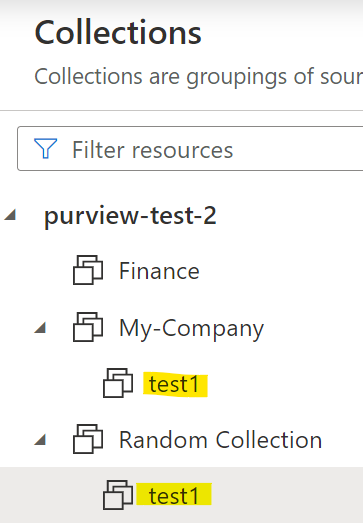 Collections
Collections are groupings of sour
Filter resources
purview-test-2
Finance
My-Company
test1
Random Collection
test1